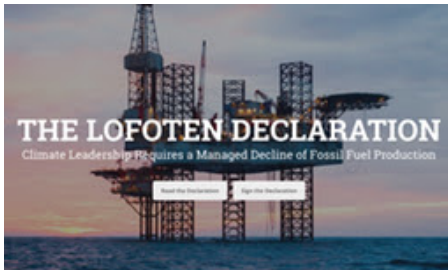 THE LOFOTEN DECLARATION
Climate Leadership Requires a Managed Decline of Fossil Fuel Production
Read the Declaration Sign the Declaration